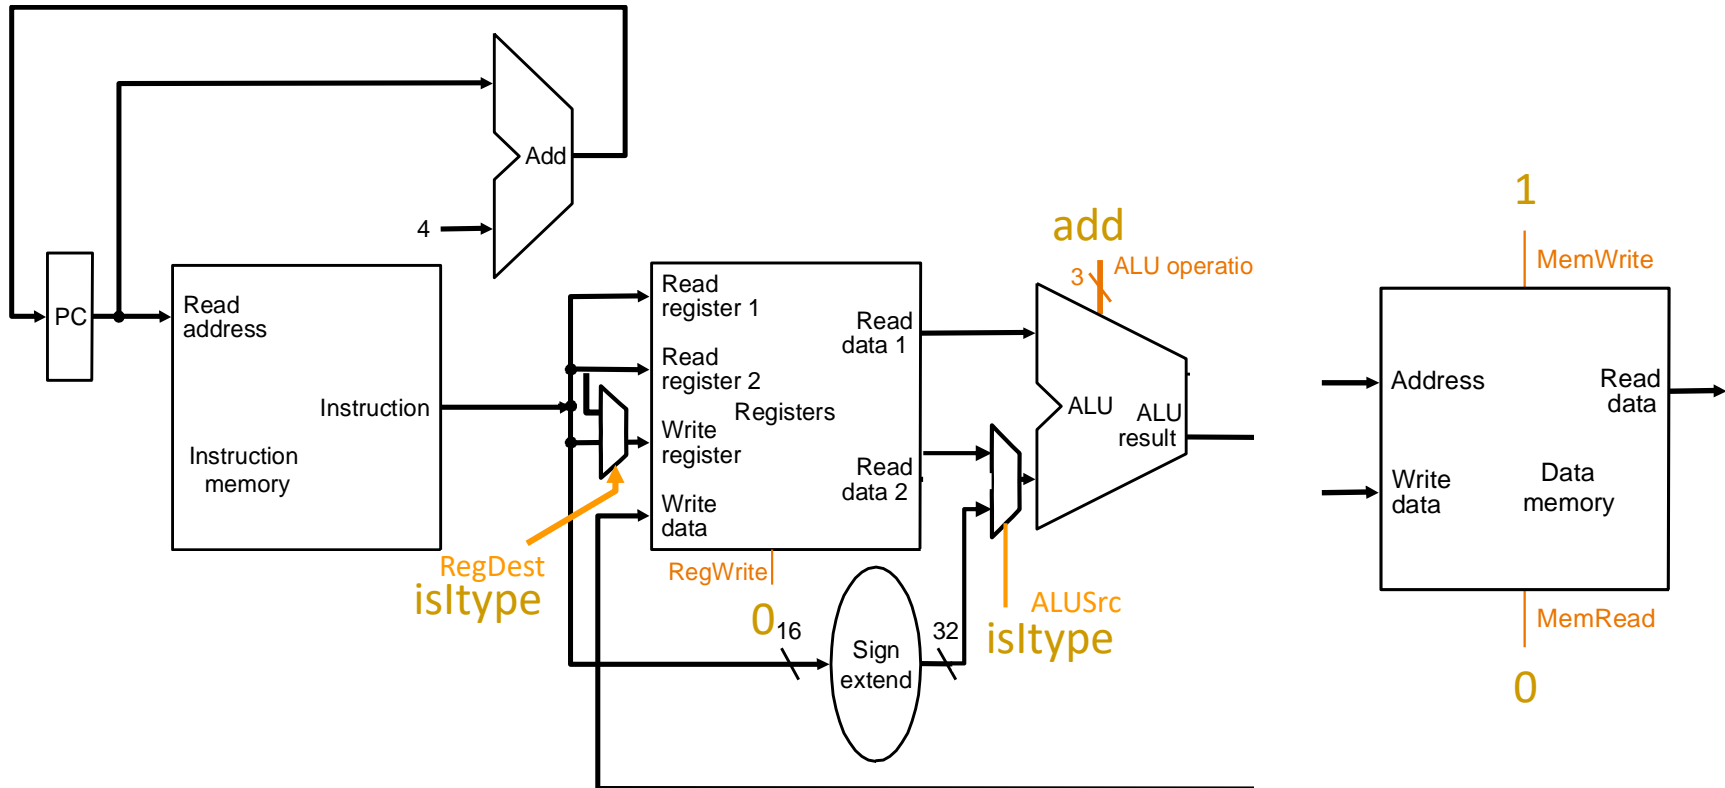 Add
4
PC
Read
address
Instruction
Instruction
memory
RegDest
isItype
Read
register 1
Read
register 2
Registers
Write
register
Write
data
Read
data 1
Read
data 2
RegWrite
0
16
Sign
extend
32
add
3
ALU operatio
ALU
ALU
result
ALUSrc
isItype
1
MemWrite
Address
Read
data
Write
data
Data
memory
MemRead
0